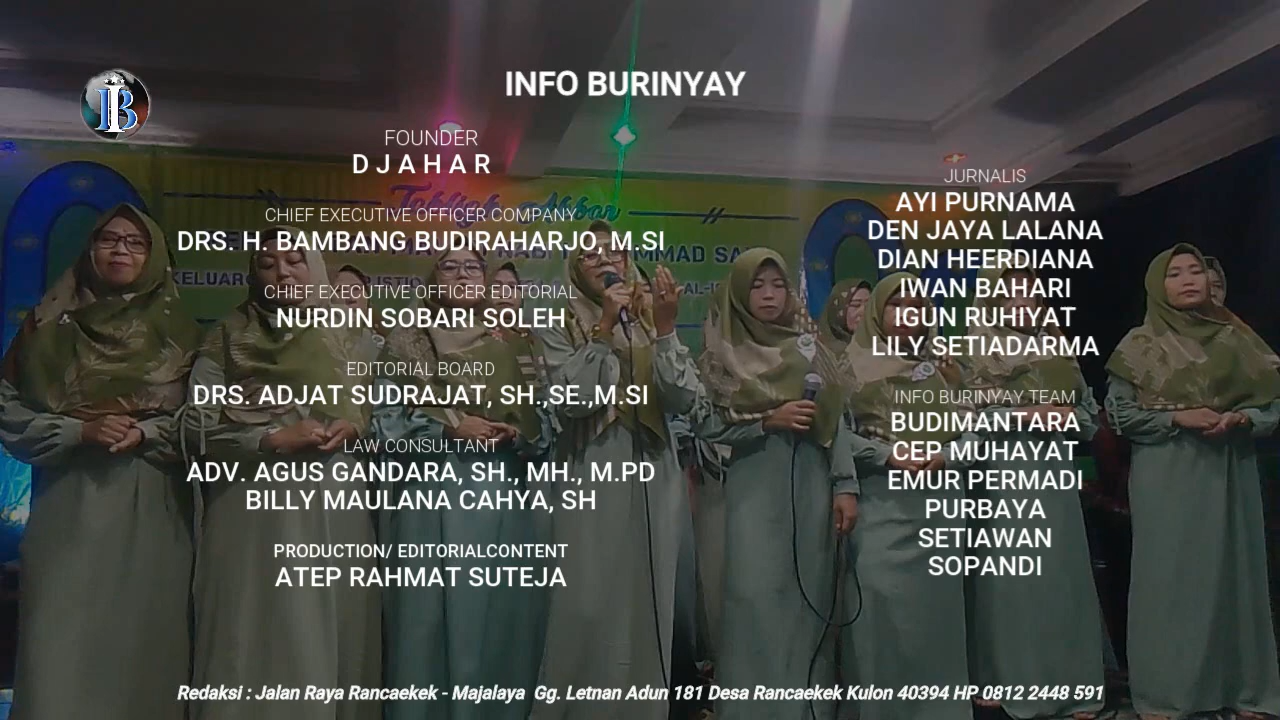 INFO BURINYAY
IB
FOUNDER
D J A H A R
CHIEF EXECUTIVE OFFICER COMPANY
DRS. H. BAMBANG BUDIRAHARJO, M.SI
CHIEF EXECUTIVE OFFICER EDITORIAL
NURDIN SOBARI SOLEH
EDITORIAL BOARD
DRS. ADJAT SUDRAJAT, SH.,SE.,M.SI
LAW CONSULTANT
ADV. AGUS GANDARA, SH., MH., M.PD
BILLY MAULANA CAHYA, SH
PRODUCTION/ EDITORIALCONTENT
ATEP RAHMAT SUTEJA
JURNALIS
AYI PURNAMA
DEN JAYA LALANA
DIAN HEERDIANA
IWAN BAHARI
IGUN RUHIYAT
LILY SETIADARMA
INFO BURINYAY TEAM
BUDIMANTARA
CEP MUHAYAT
EMUR PERMADI
PURBAYA
SETIAWAN
SOPANDI
Tabligh Akbar
NABI
Redaksi : Jalan Raya Rancaekek - Majalaya Gg. Letnan Adun 181 Desa Rancaekek Kulon 40394 HP 0812 2448 591